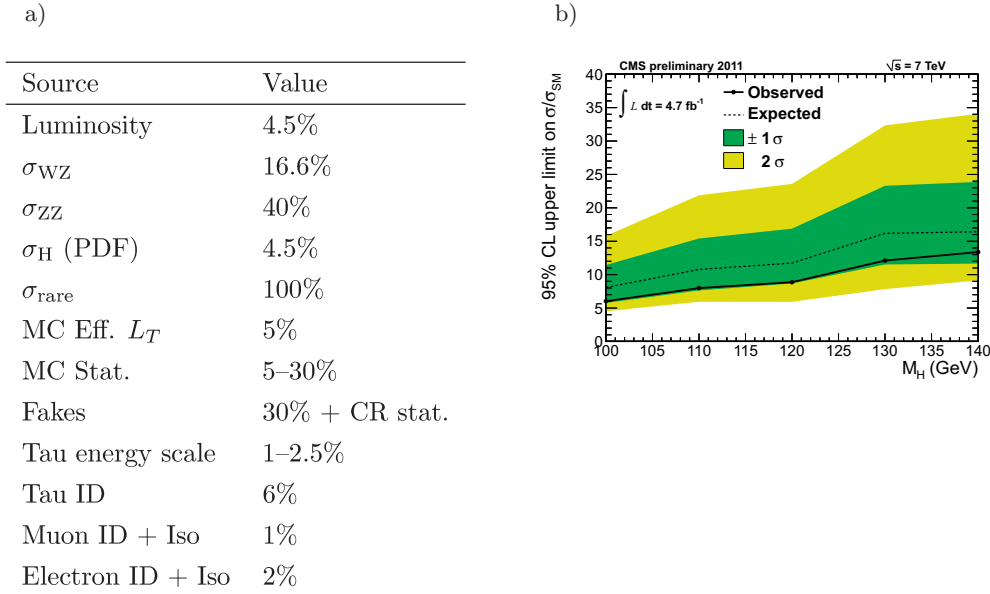 a)
Source Value
Luminosity 4.5%
σWZ 16.6%
σZZ 40%
σH (PDF) 4.5%
σrare 100%
MC Eff. LT 5%
MC Stat. 5–30%
Fakes 30% + CR stat.
Tau energy scale 1–2.5%
Tau ID 6%
Muon ID + Iso 1%
Electron ID + Iso 2%
b)
CMS preliminary 2011 √s = 7 TeV
∫ L dt = 4.7 fb-1
Observed
Expected
± 1 σ
2 σ
95% CL upper limit on σ/σSM
40
35
30
25
20
15
10
5
0
100 105 110 115 120 125 130 135 140
MH (GeV)